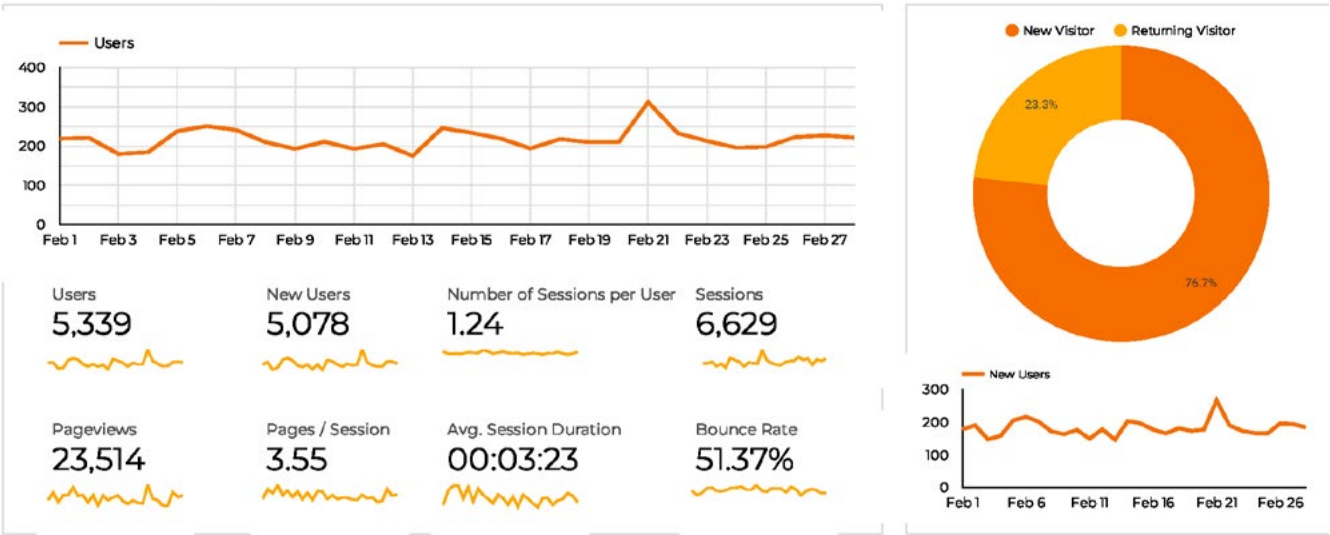 Users
400
300
200
100
0
Feb 1 Feb 3 Feb 5 Feb 7 Feb 9 Feb 11 Feb 13 Feb 15 Feb 17 Feb 19 Feb 21 Feb 23 Feb 25 Feb 27
Users New Users Number of Sessions per User Sessions
5,339 5,078 1.24 6,629
Pageviews Pages / Session Avg. Session Duration Bounce Rate
23,514 3.55 00:03:23 51.37%
New Visitor Returning Visitor
23.3%
76.7%
New Users
300
200
100
0
Feb 1 Feb 6 Feb 11 Feb 16 Feb 21 Feb 26